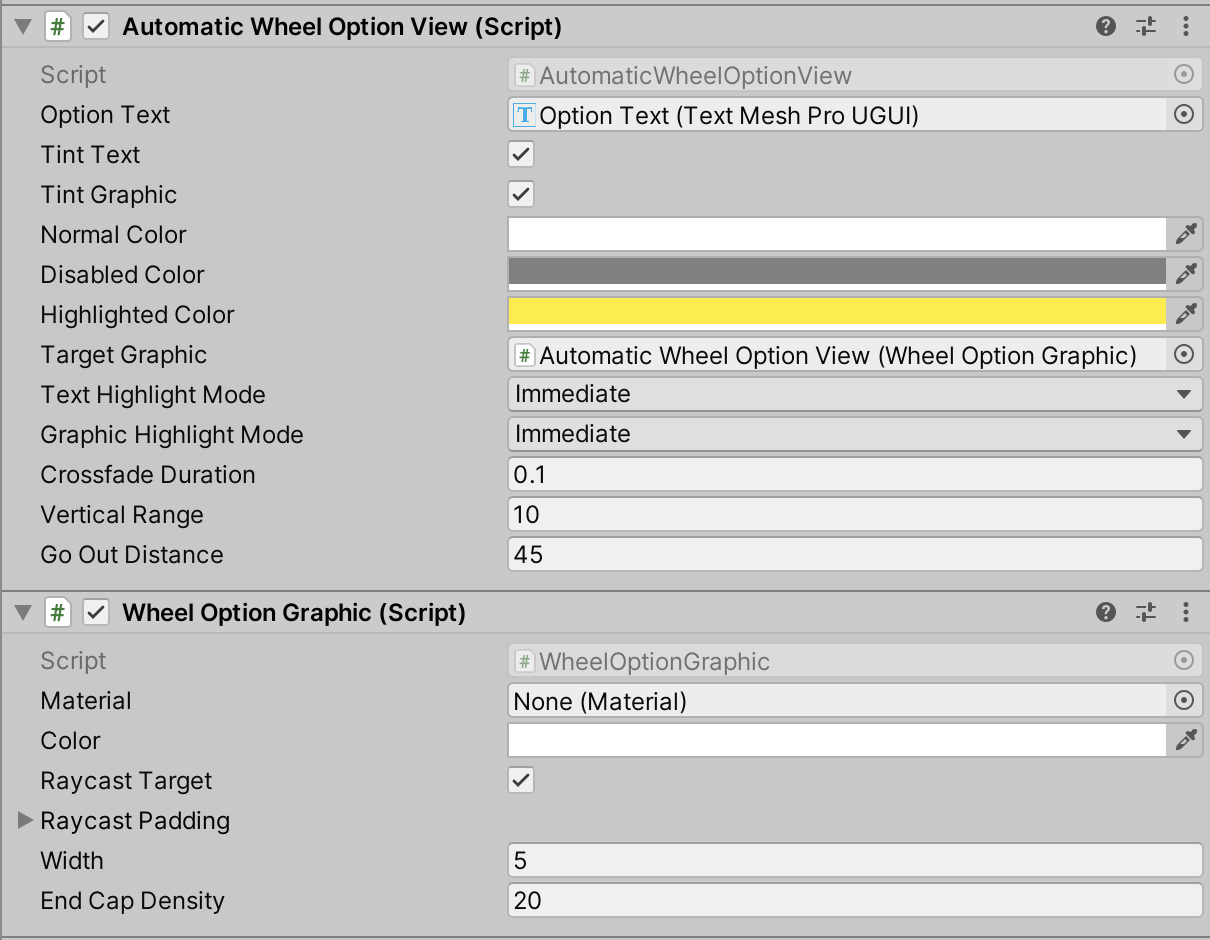 Automatic Wheel Option View (Script)
Script # AutomaticWheelOptionView
Option Text T Option Text (Text Mesh Pro UGUI)
Tint Text
Tint Graphic
Normal Color
Disabled Color
Highlighted Color
Target Graphic # Automatic Wheel Option View (Wheel Option Graphic)
Text Highlight Mode Immediate
Graphic Highlight Mode Immediate
Crossfade Duration 0.1
Vertical Range 10
Go Out Distance 45
# Wheel Option Graphic (Script)
Script # WheelOptionGraphic
Material None (Material)
Color
Raycast Target
Raycast Padding
Width 5
End Cap Density 20